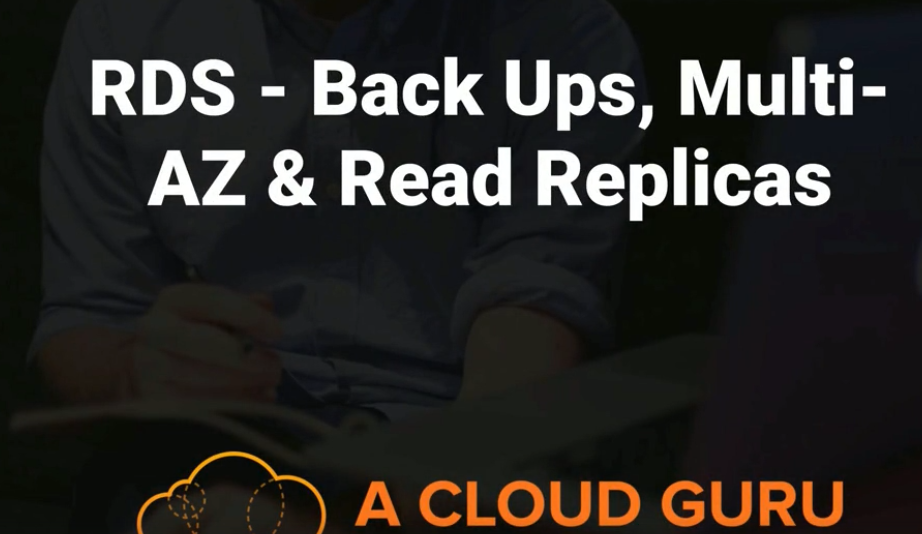 RDS - Back Ups, Multi-
AZ & Read Replicas
A CLOUD GURU